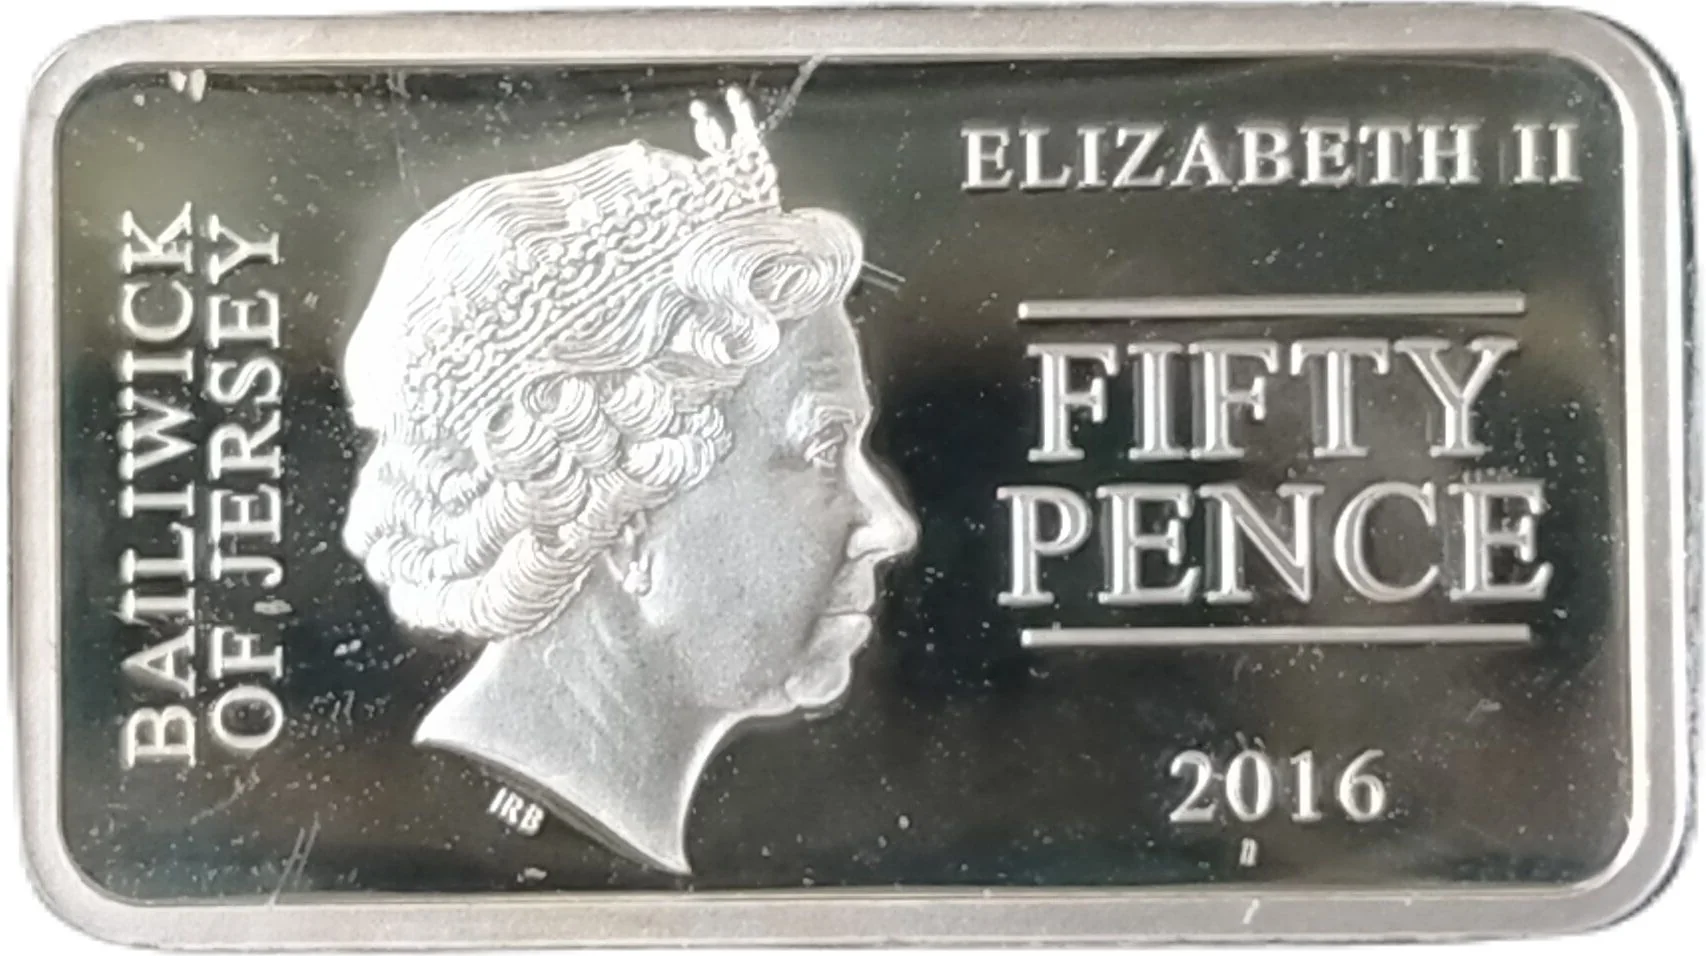 BAILIWICK
OF JERSEY
ELIZABETH II
FIFTY
PENCE
2016
IRB